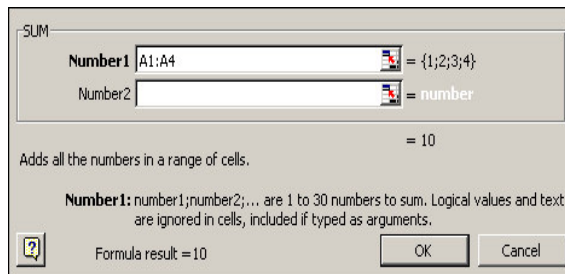 SUM
Number1 A1:A4 = {1;2;3;4}
Number2 = number
= 10
Adds all the numbers in a range of cells.
Number1: number1;number2;... are 1 to 30 numbers to sum. Logical values and text
are ignored in cells, included if typed as arguments.
? Formula result =10 OK Cancel